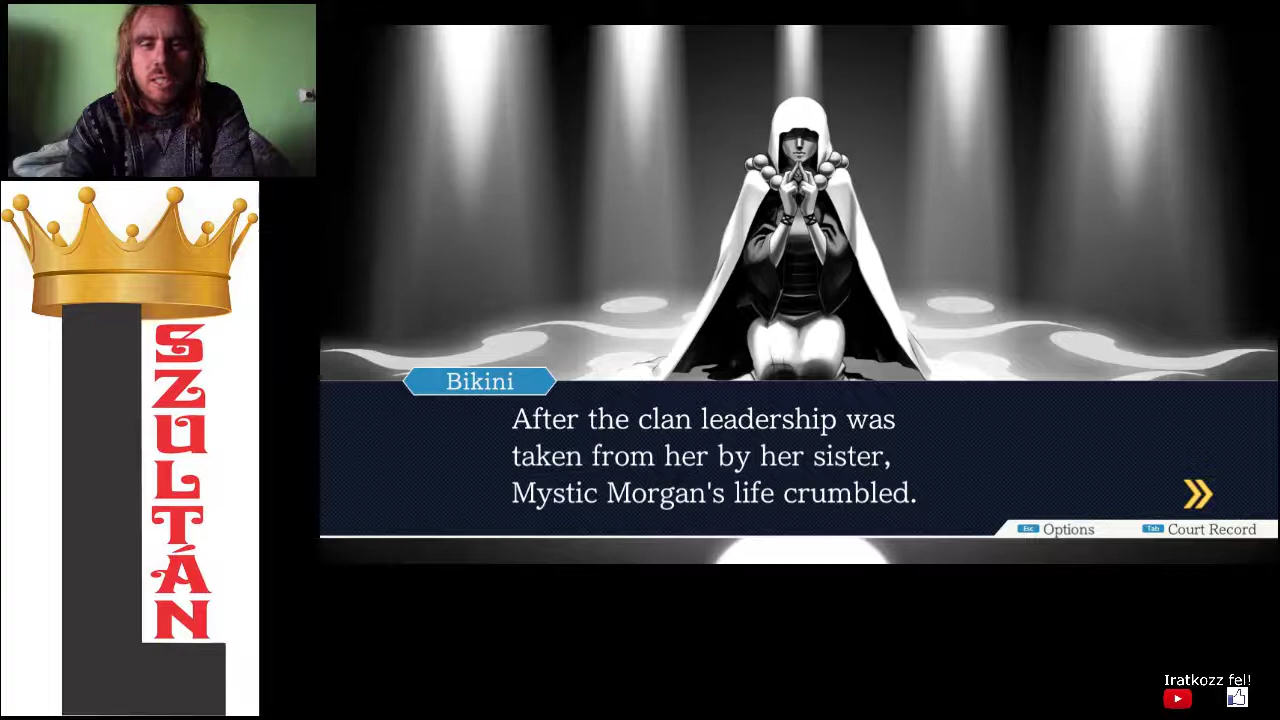 SZULTÁN
Bikini
After the clan leadership was
taken from her by her sister,
Mystic Morgan's life crumbled.
Esc Options Tab Court Record
Iratkozz fel!